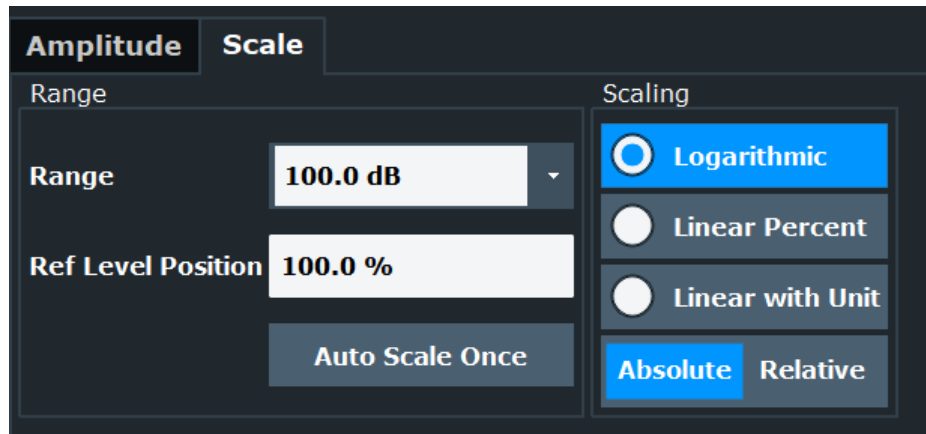 Amplitude Scale
Range
Range 100.0 dB
Ref Level Position 100.0 %
Auto Scale Once
Scaling
Logarithmic
Linear Percent
Linear with Unit
Absolute Relative